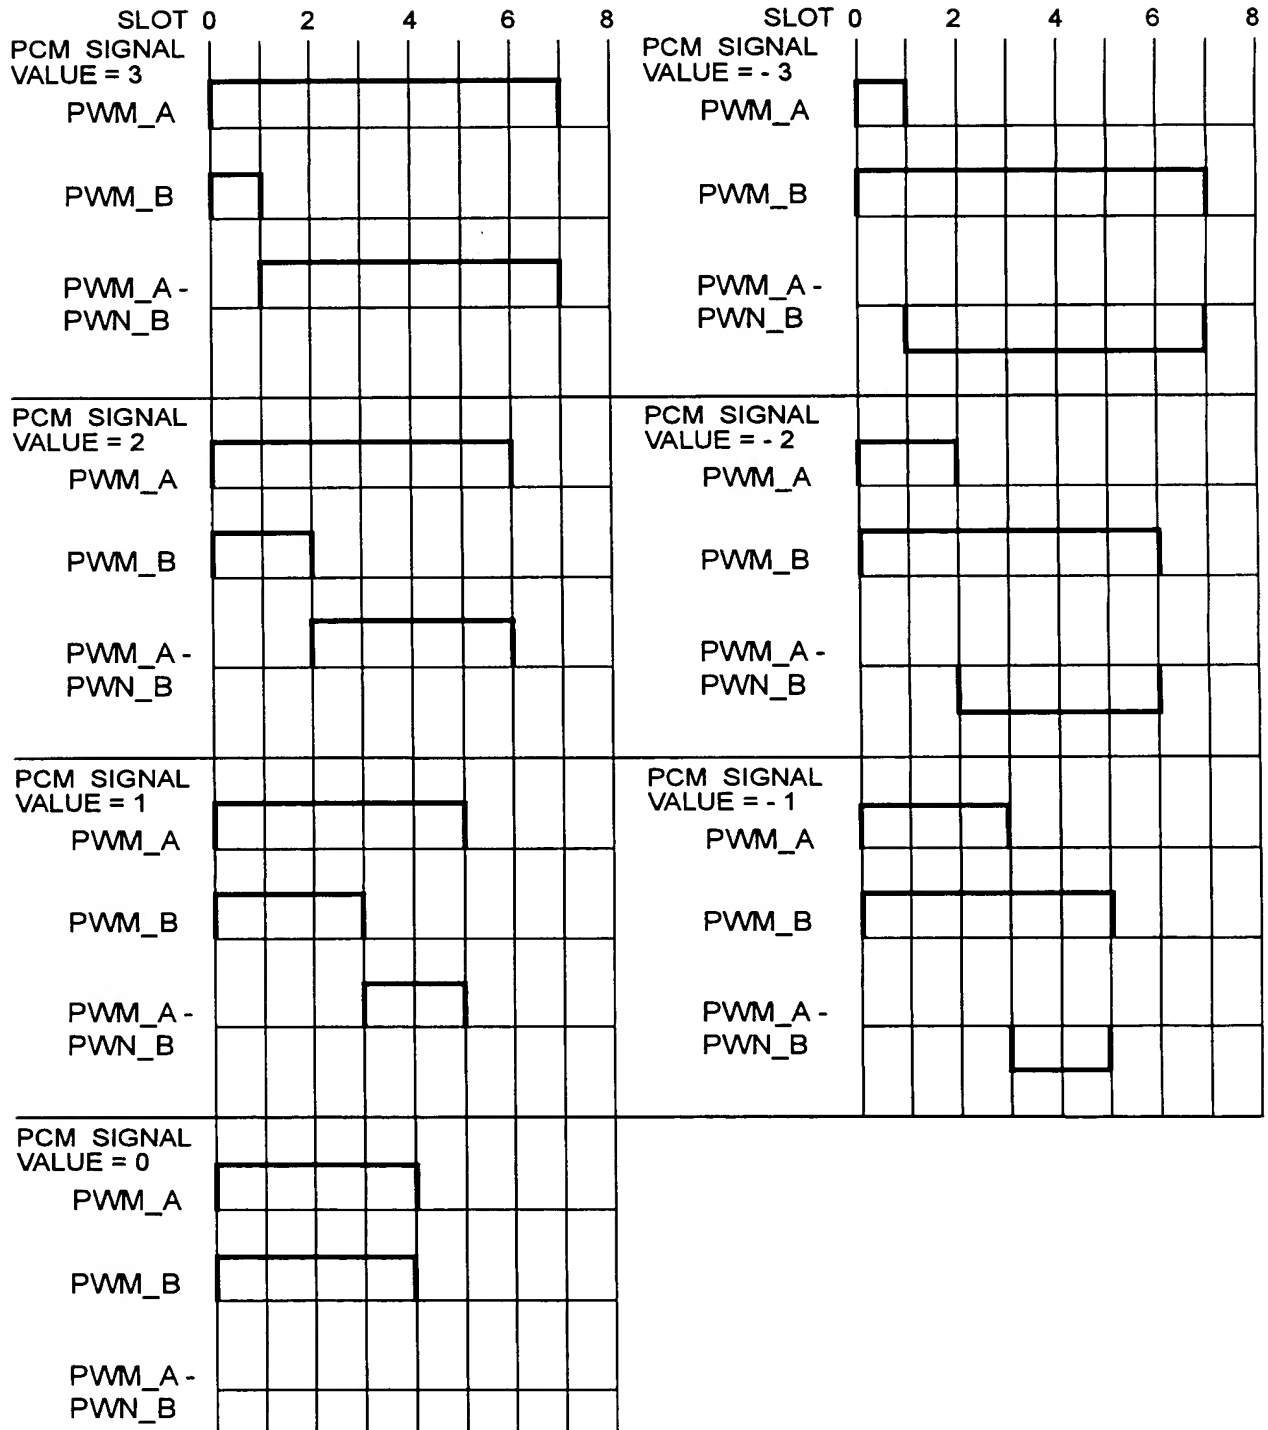 SLOT 0 2 4 6 8
PCM SIGNAL
VALUE = 3
PWM_A
PWM_B
PWM_A -
PWN_B
PCM SIGNAL
VALUE = 2
PWM_A
PWM_B
PWM_A -
PWN_B
PCM SIGNAL
VALUE = 1
PWM_A
PWM_B
PWM_A -
PWN_B
PCM SIGNAL
VALUE = 0
PWM_A
PWM_B
PWM_A -
PWN_B
SLOT 0 2 4 6 8
PCM SIGNAL
VALUE = - 3
PWM_A
PWM_B
PWM_A -
PWN_B
PCM SIGNAL
VALUE = - 2
PWM_A
PWM_B
PWM_A -
PWN_B
PCM SIGNAL
VALUE = - 1
PWM_A
PWM_B
PWM_A -
PWN_B